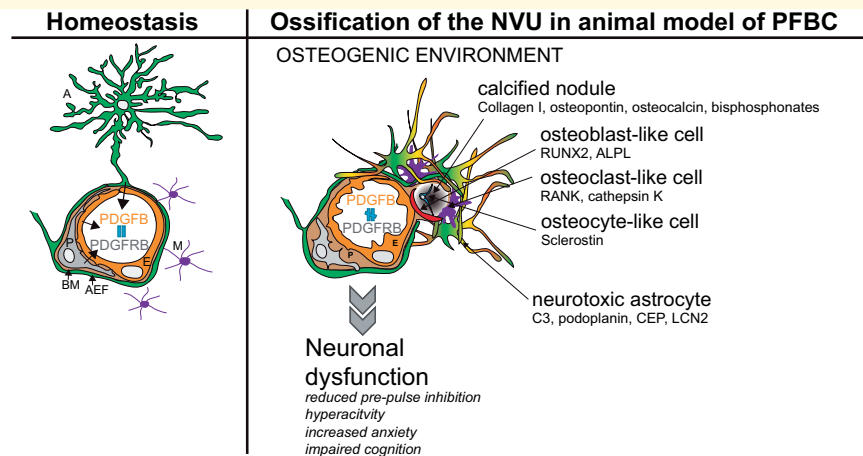 Homeostasis
Ossification of the NVU in animal model of PFBC
A
PDGFB
PDGFRB
P
E
M
BM
AEF
OSTEOGENIC ENVIRONMENT
calcified nodule
Collagen I, osteopontin, osteocalcin, bisphosphonates
osteoblast-like cell
RUNX2, ALPL
osteoclast-like cell
RANK, cathepsin K
osteocyte-like cell
Sclerostin
neurotoxic astrocyte
C3, podoplanin, CEP, LCN2
PDGFB
PDGFRB
E
P
Neuronal
dysfunction
reduced pre-pulse inhibition
hyperacitvity
increased anxiety
impaired cognition